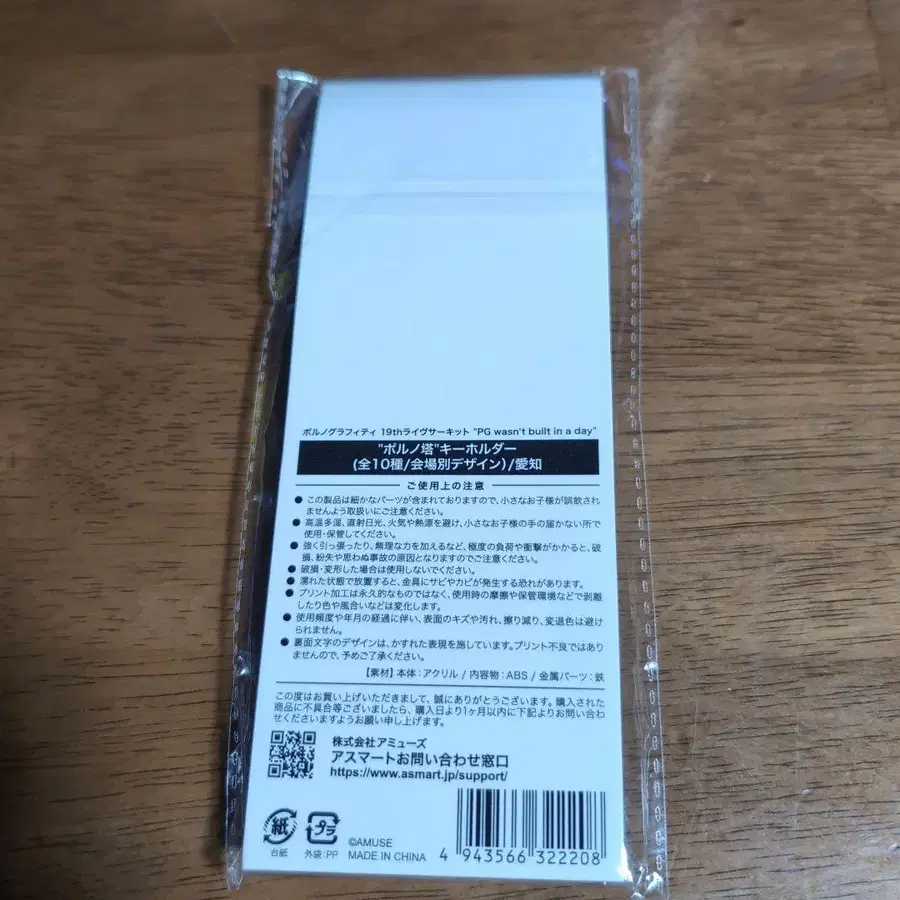 ポルノグラフィティ 19thライヴサーキット "PG wasn't built in a day"
"ポルノ塔"キーホルダー
(全10種/会場別デザイン)/愛知
ご使用上の注意
● この製品は細かなパーツが含まれておりますので、小さなお子様が誤飲され
ませんよう取扱いにご注意ください。
● 高温多湿、直射日光、火気や熱源を避け、小さなお子様の手の届かない所で
使用・保管してください。
● 強く引っ張ったり、無理な力を加えるなど、極度の負荷や衝撃がかかると、破
損、紛失や思わぬ事故の原因となりますのでご注意ください。
● 破損・変形した場合は使用しないでください。
● 濡れた状態で放置すると、金具にサビやカビが発生する恐れがあります。
● プリント加工は永久的なものではなく、使用時の摩擦や保管環境などで剥離
したり色や風合いなどは変化します。
● 使用頻度や年月の経過に伴い、表面のキズや汚れ、擦り減り、変退色は避け
られません。
● 裏面文字のデザインは、かすれた表現を施しています。プリント不良ではあり
ませんので、予めご了承ください。
【素材】本体:アクリル / 内容物:ABS / 金属パーツ:鉄
この度はお買い上げいただきまして、誠にありがとうございます。購入された
商品に不具合等ございましたら、購入日より1ヶ月以内に下記よりお問い合わ
せくださいますようお願い申し上げます。
株式会社アミューズ
アスマートお問い合わせ窓口
https://www.asmart.jp/support/
紙
台紙
プラ
外袋:PP
©AMUSE
MADE IN CHINA
4 943566 322208